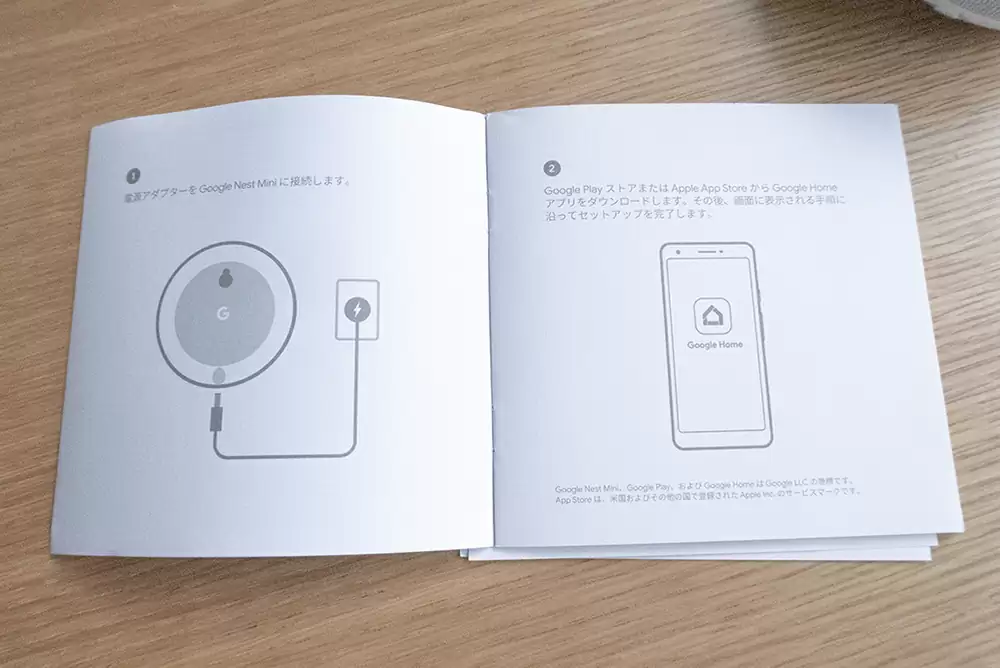 1
電源アダプターを Google Nest Mini に接続します。
G
2
Google Play ストアまたは Apple App Store から Google Home
アプリをダウンロードします。その後、画面に表示される手順に
沿ってセットアップを完了します。
Google Home
Google Nest Mini、Google Play、および Google Home は Google LLC の商標です。
App Store は、米国およびその他の国で登録された Apple Inc. のサービスマークです。